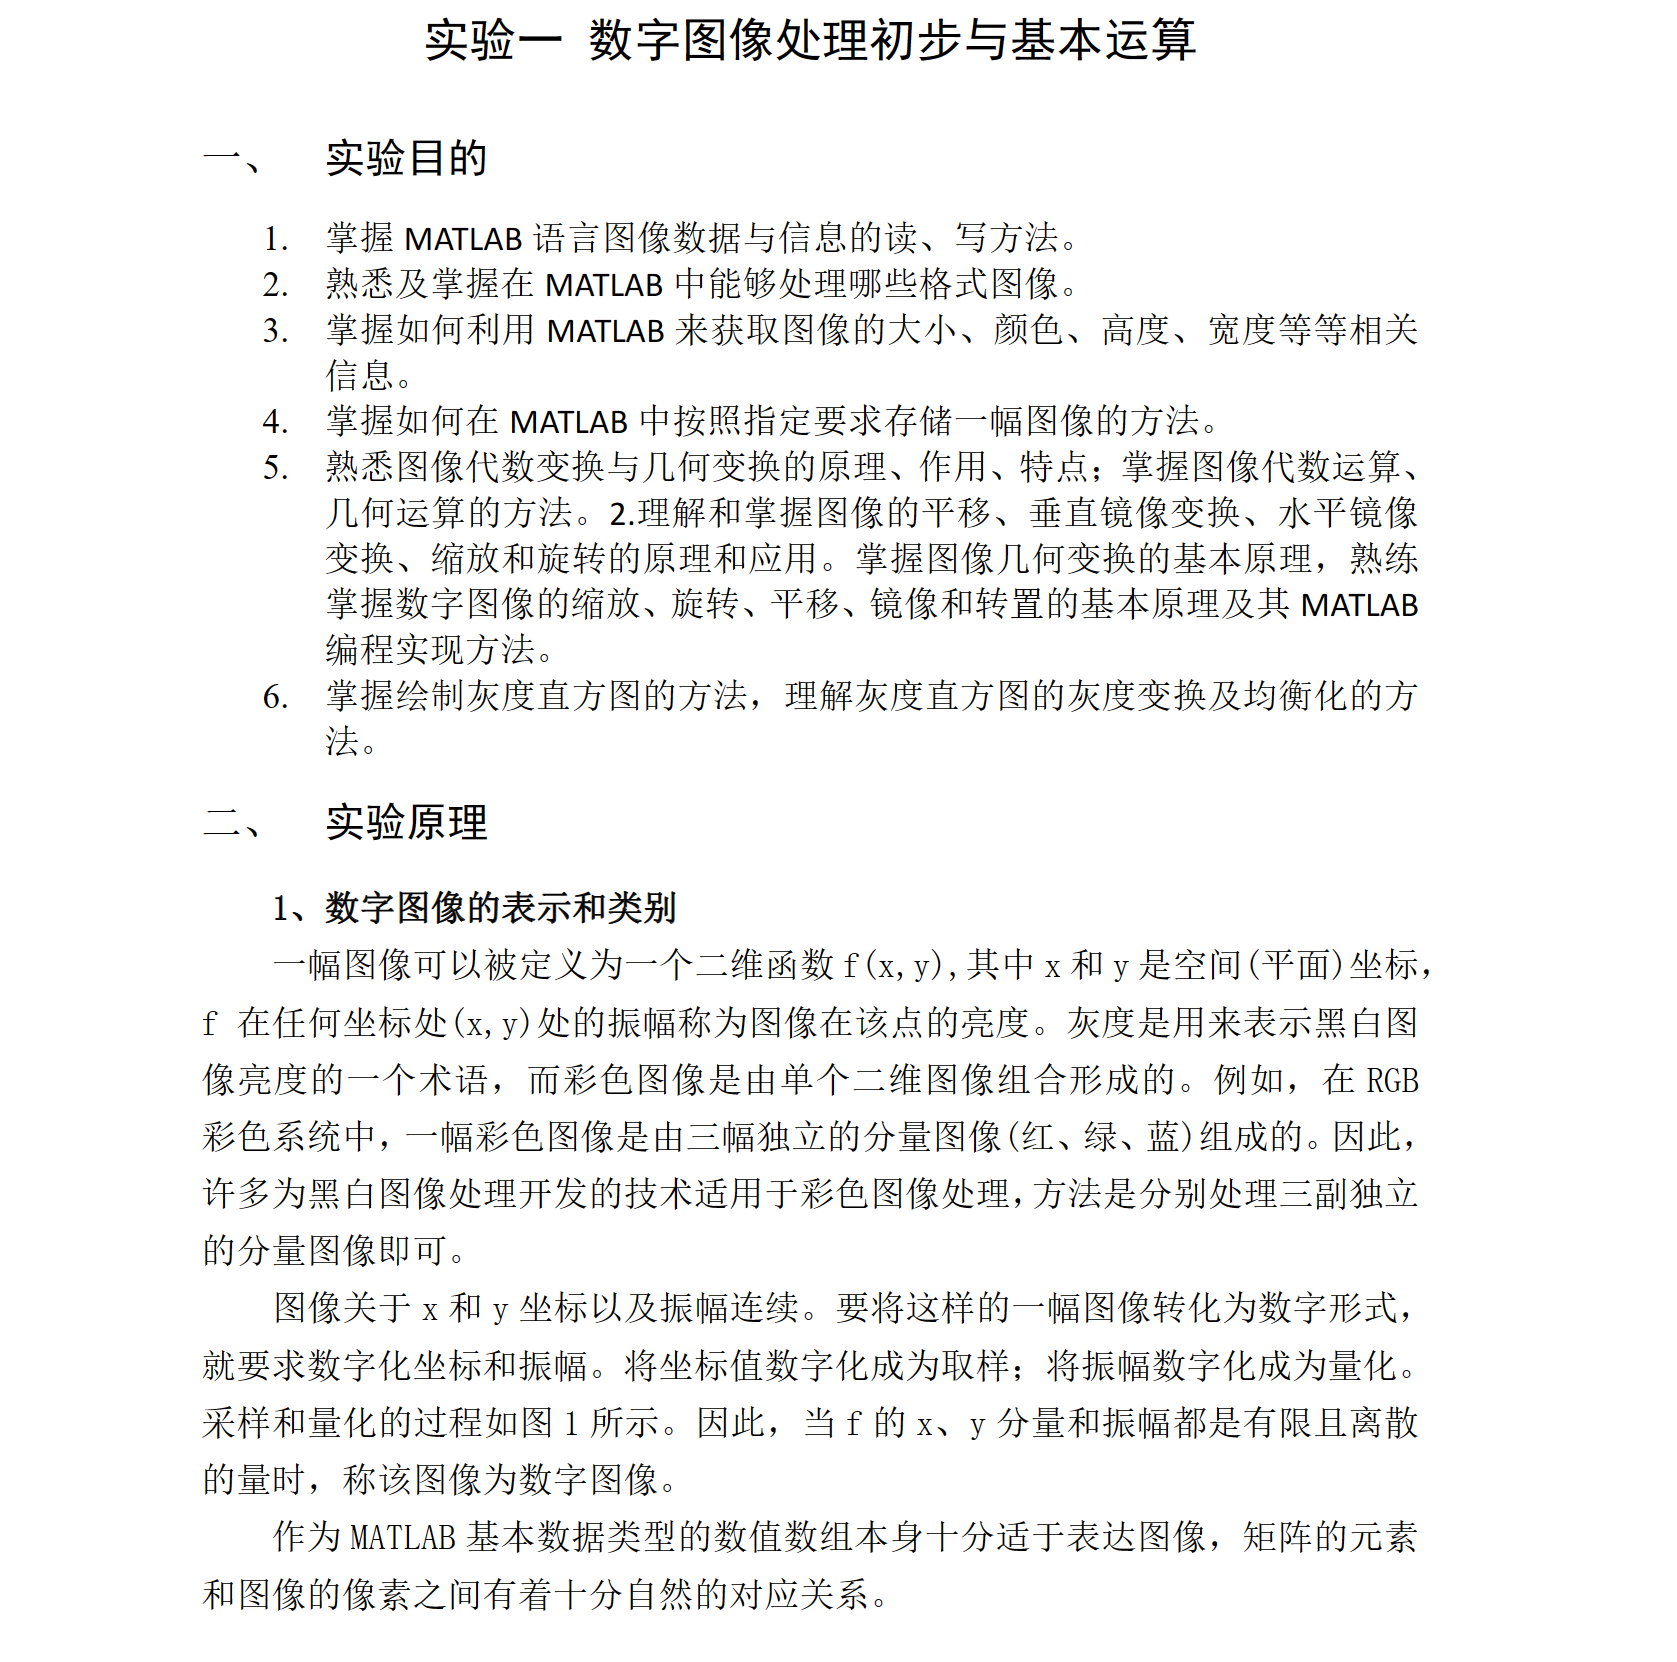 实验一 数字图像处理初步与基本运算
一、 实验目的
1. 掌握 MATLAB 语言图像数据与信息的读、写方法。
2. 熟悉及掌握在 MATLAB 中能够处理哪些格式图像。
3. 掌握如何利用 MATLAB 来获取图像的大小、颜色、高度、宽度等等相关
信息。
4. 掌握如何在 MATLAB 中按照指定要求存储一幅图像的方法。
5. 熟悉图像代数变换与几何变换的原理、作用、特点；掌握图像代数运算、
几何运算的方法。2.理解和掌握图像的平移、垂直镜像变换、水平镜像
变换、缩放和旋转的原理和应用。掌握图像几何变换的基本原理，熟练
掌握数字图像的缩放、旋转、平移、镜像和转置的基本原理及其 MATLAB
编程实现方法。
6. 掌握绘制灰度直方图的方法，理解灰度直方图的灰度变换及均衡化的方
法。
二、 实验原理
1、数字图像的表示和类别
一幅图像可以被定义为一个二维函数 f(x,y),其中 x 和 y 是空间(平面)坐标，
f 在任何坐标处(x,y)处的振幅称为图像在该点的亮度。灰度是用来表示黑白图
像亮度的一个术语，而彩色图像是由单个二维图像组合形成的。例如，在 RGB
彩色系统中，一幅彩色图像是由三幅独立的分量图像(红、绿、蓝)组成的。因此，
许多为黑白图像处理开发的技术适用于彩色图像处理，方法是分别处理三副独立
的分量图像即可。
图像关于 x 和 y 坐标以及振幅连续。要将这样的一幅图像转化为数字形式，
就要求数字化坐标和振幅。将坐标值数字化成为取样；将振幅数字化成为量化。
采样和量化的过程如图 1 所示。因此，当 f 的 x、y 分量和振幅都是有限且离散
的量时，称该图像为数字图像。
作为 MATLAB 基本数据类型的数值数组本身十分适于表达图像，矩阵的元素
和图像的像素之间有着十分自然的对应关系。